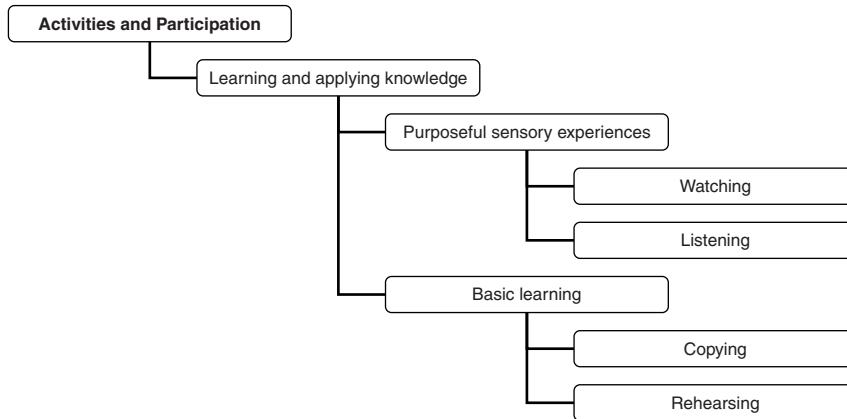 Activities and Participation
Learning and applying knowledge
Purposeful sensory experiences
Watching
Listening
Basic learning
Copying
Rehearsing